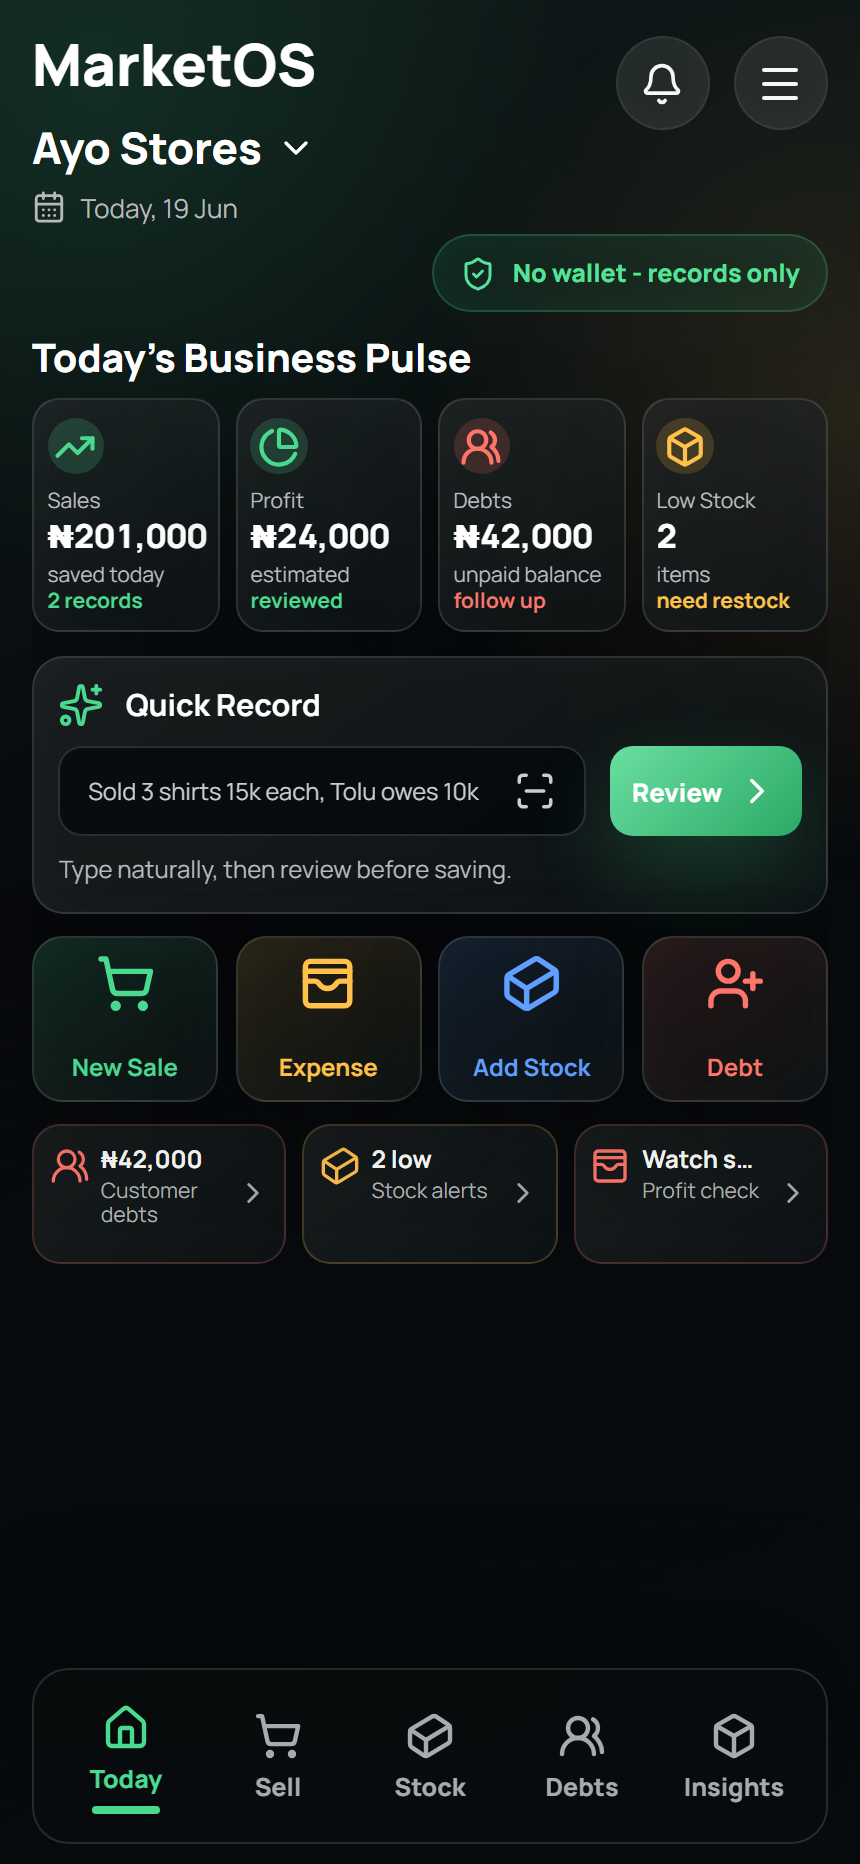 MarketOS
Ayo Stores
Today, 19 Jun
No wallet - records only
Today's Business Pulse
Sales
₦201,000
saved today
2 records
Profit
₦24,000
estimated
reviewed
Debts
₦42,000
unpaid balance
follow up
Low Stock
2
items
need restock
Quick Record
Sold 3 shirts 15k each, Tolu owes 10k
Review
Type naturally, then review before saving.
New Sale
Expense
Add Stock
Debt
₦42,000
Customer
debts
2 low
Stock alerts
Watch s...
Profit check
Today
Sell
Stock
Debts
Insights